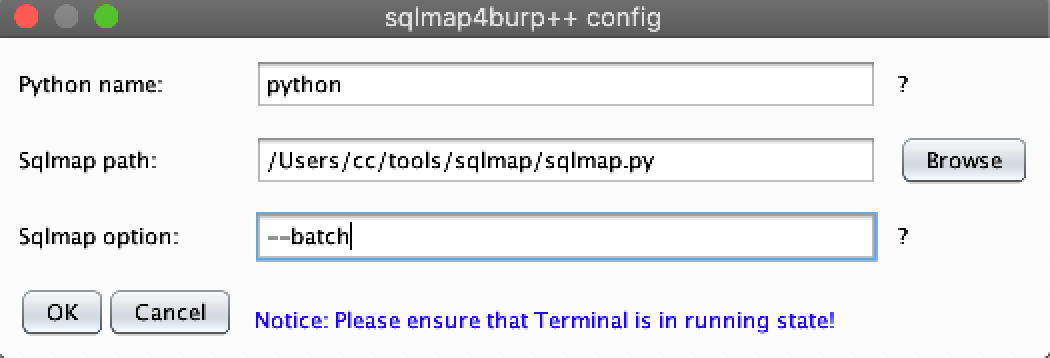 sqlmap4burp++ config
Python name: python ?
Sqlmap path: /Users/cc/tools/sqlmap/sqlmap.py Browse
Sqlmap option: --batch ?
OK Cancel Notice: Please ensure that Terminal is in running state!